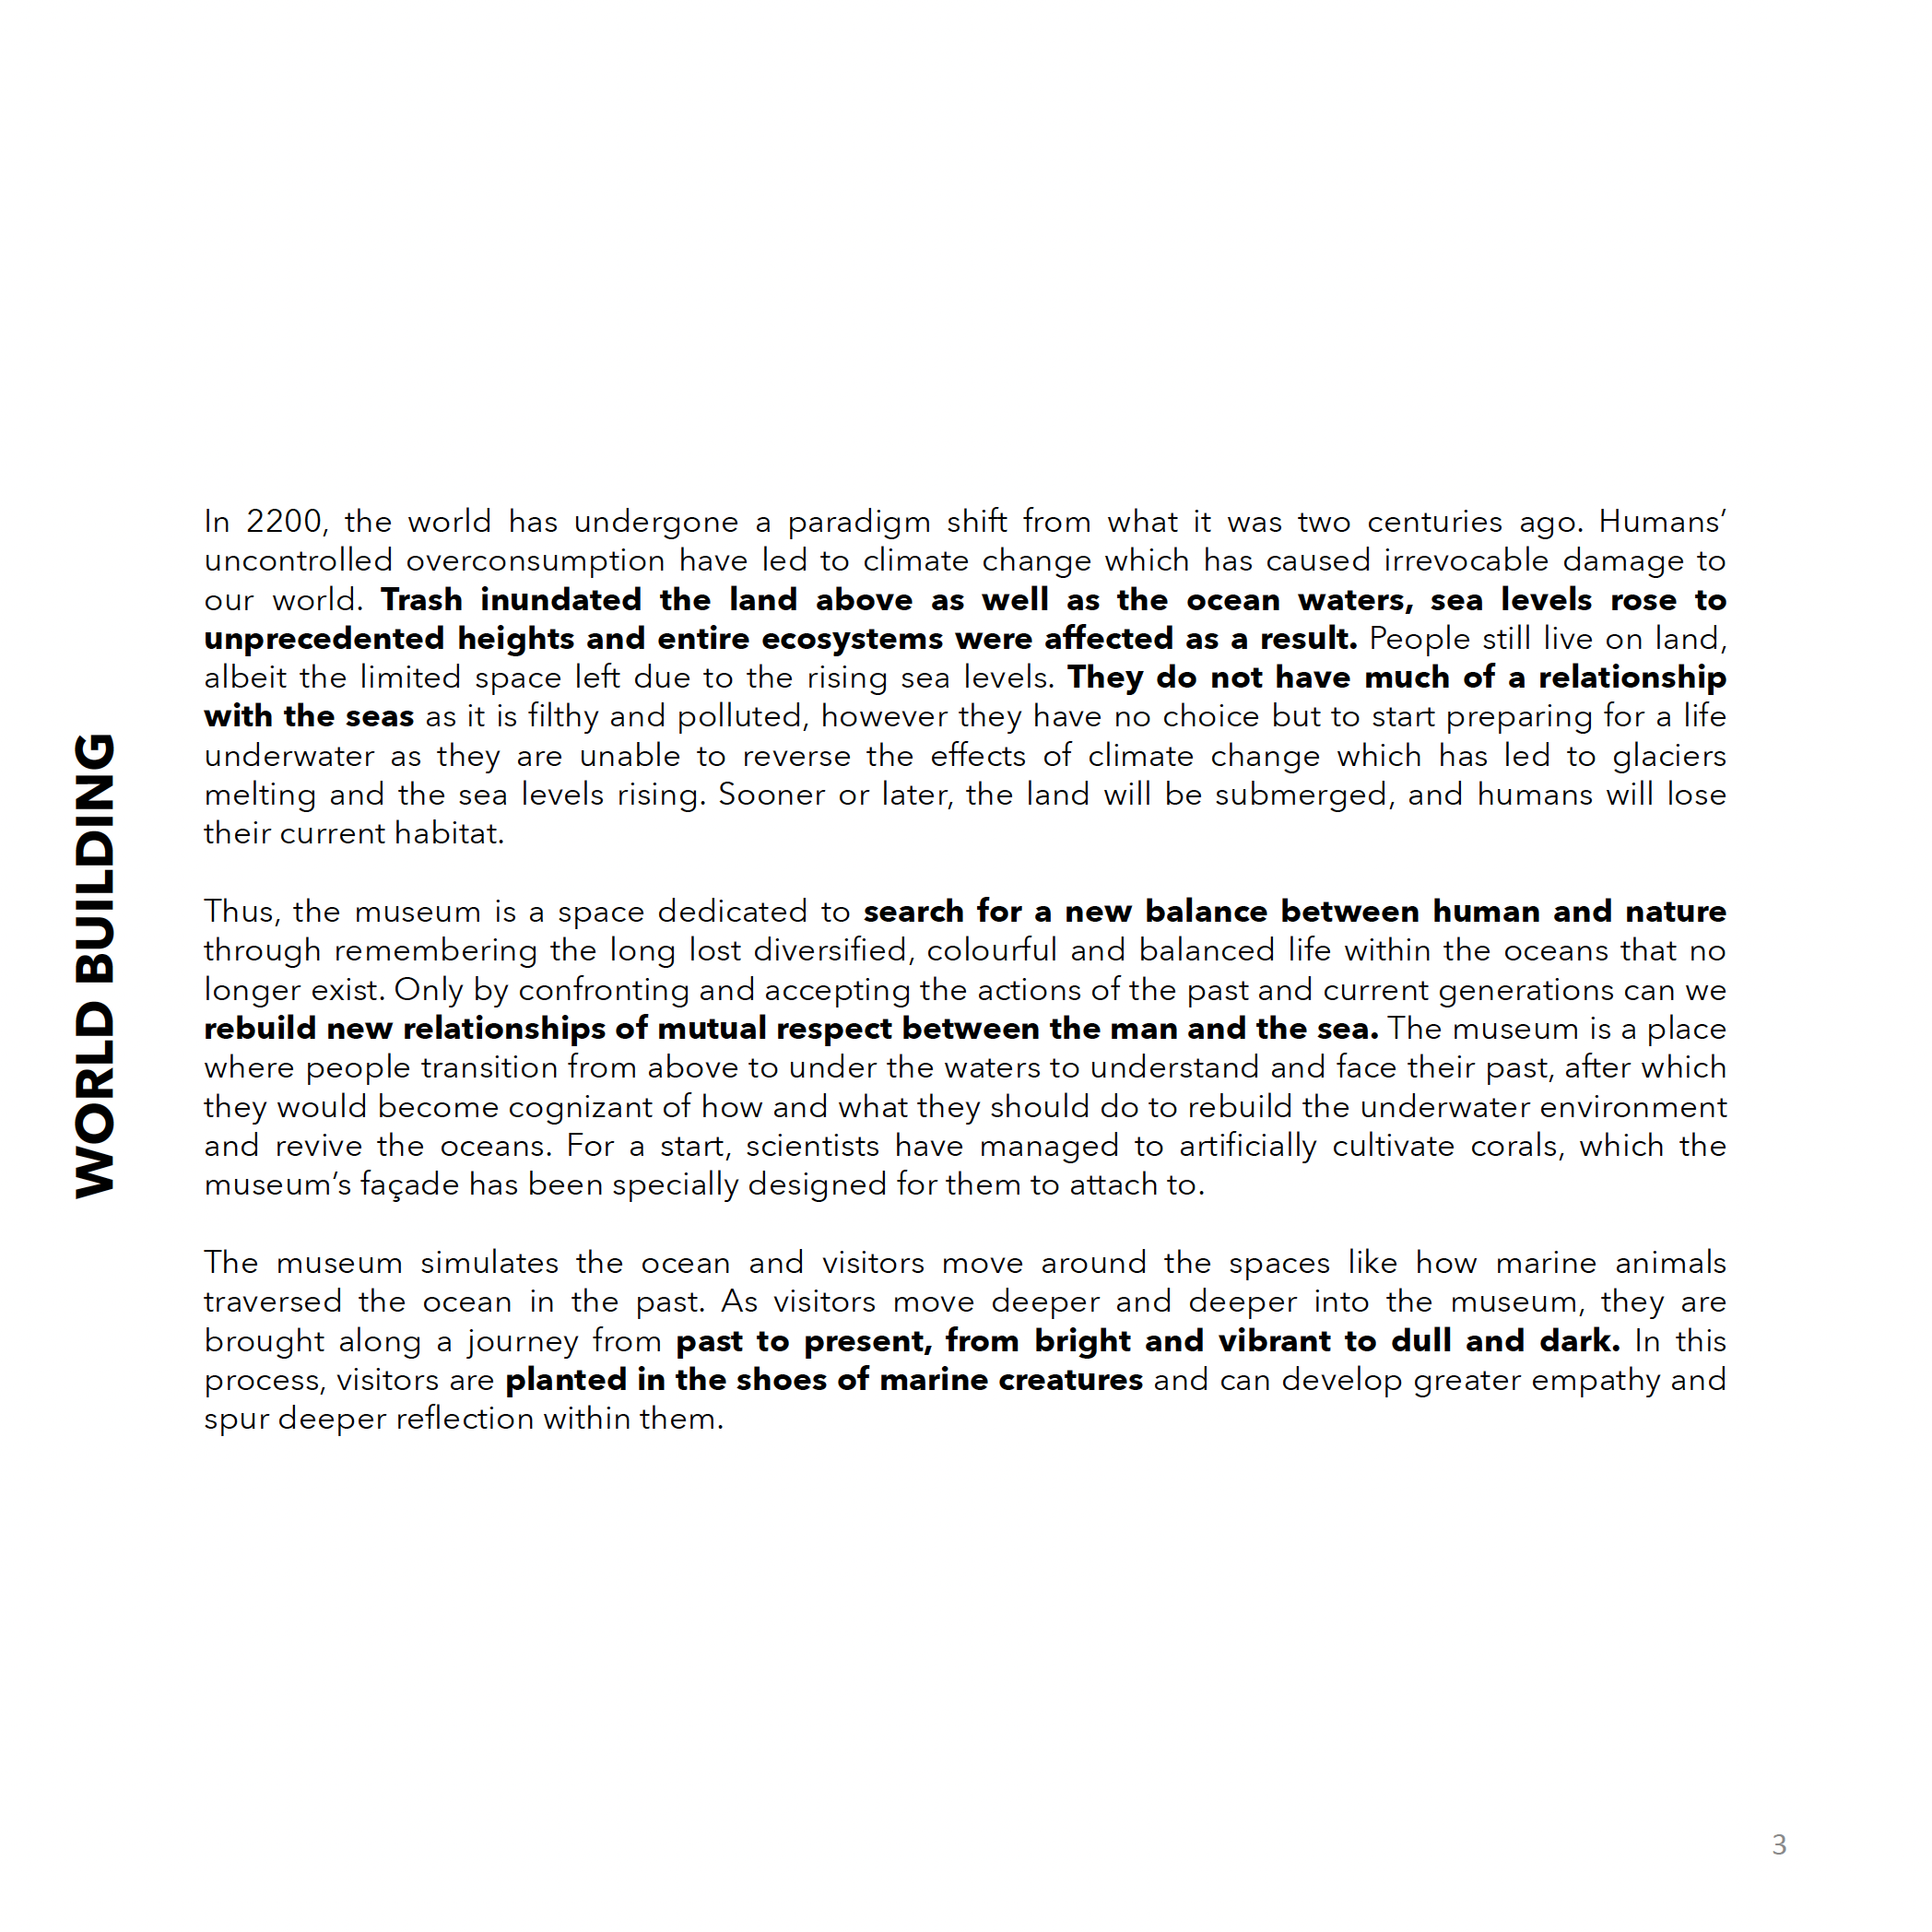 WORLD BUILDING
In 2200, the world has undergone a paradigm shift from what it was two centuries ago. Humans’
uncontrolled overconsumption have led to climate change which has caused irrevocable damage to
our world. Trash inundated the land above as well as the ocean waters, sea levels rose to
unprecedented heights and entire ecosystems were affected as a result. People still live on land,
albeit the limited space left due to the rising sea levels. They do not have much of a relationship
with the seas as it is filthy and polluted, however they have no choice but to start preparing for a life
underwater as they are unable to reverse the effects of climate change which has led to glaciers
melting and the sea levels rising. Sooner or later, the land will be submerged, and humans will lose
their current habitat.
Thus, the museum is a space dedicated to search for a new balance between human and nature
through remembering the long lost diversified, colourful and balanced life within the oceans that no
longer exist. Only by confronting and accepting the actions of the past and current generations can we
rebuild new relationships of mutual respect between the man and the sea. The museum is a place
where people transition from above to under the waters to understand and face their past, after which
they would become cognizant of how and what they should do to rebuild the underwater environment
and revive the oceans. For a start, scientists have managed to artificially cultivate corals, which the
museum’s façade has been specially designed for them to attach to.
The museum simulates the ocean and visitors move around the spaces like how marine animals
traversed the ocean in the past. As visitors move deeper and deeper into the museum, they are
brought along a journey from past to present, from bright and vibrant to dull and dark. In this
process, visitors are planted in the shoes of marine creatures and can develop greater empathy and
spur deeper reflection within them.
3